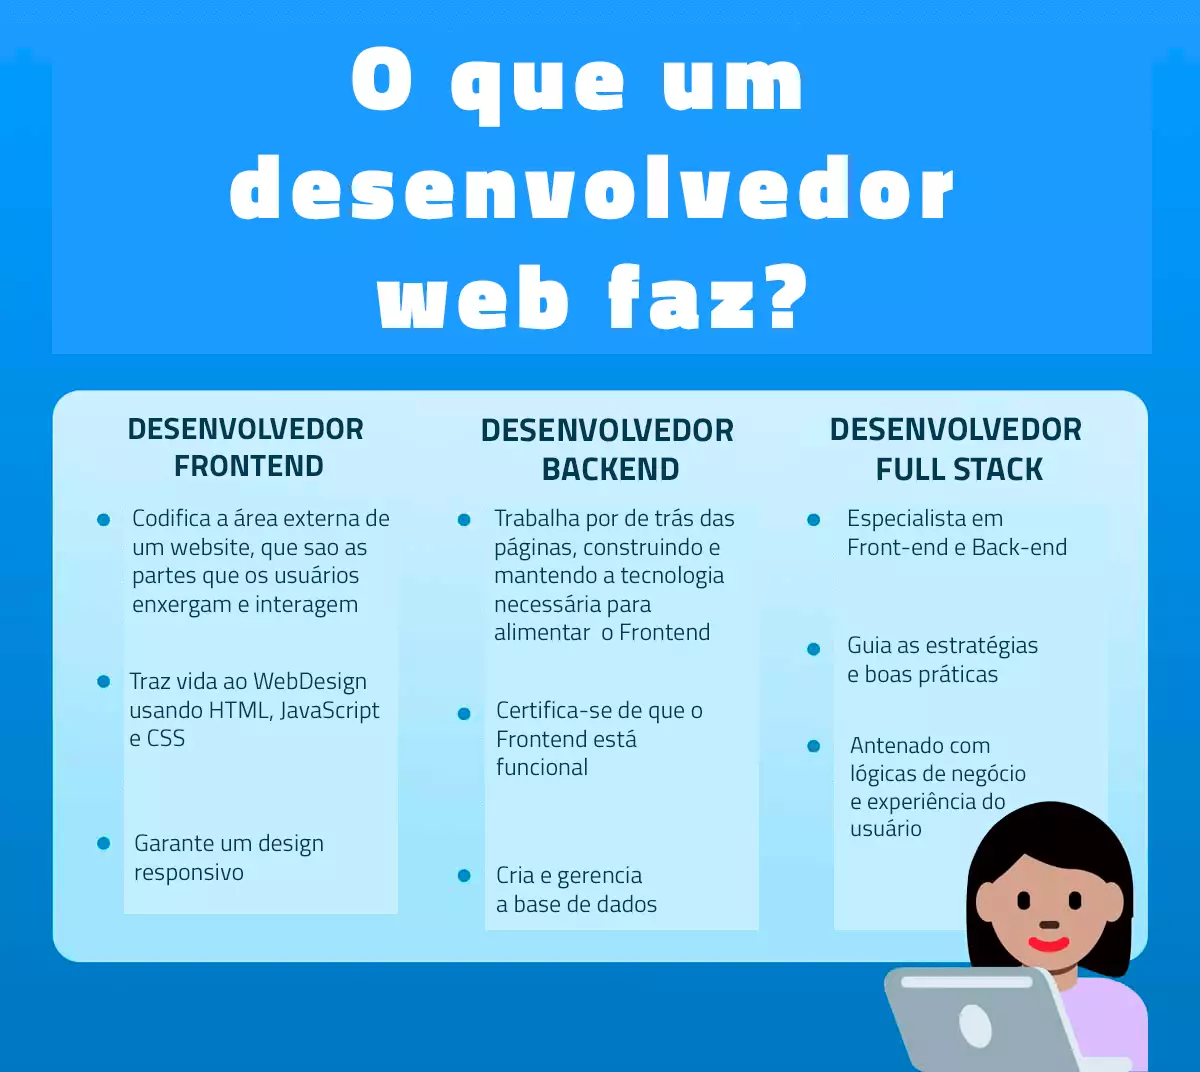 O que um
desenvolvedor
web faz?
DESENVOLVEDOR
FRONTEND
Codifica a área externa de
um website, que sao as
partes que os usuários
enxergam e interagem
Traz vida ao WebDesign
usando HTML, JavaScript
e CSS
Garante um design
responsivo
DESENVOLVEDOR
BACKEND
Trabalha por de trás das
páginas, construindo e
mantendo a tecnologia
necessária para
alimentar o Frontend
Certifica-se de que o
Frontend está
funcional
Cria e gerencia
a base de dados
DESENVOLVEDOR
FULL STACK
Especialista em
Front-end e Back-end
Guia as estratégias
e boas práticas
Antenado com
lógicas de negócio
e experiência do
usuário